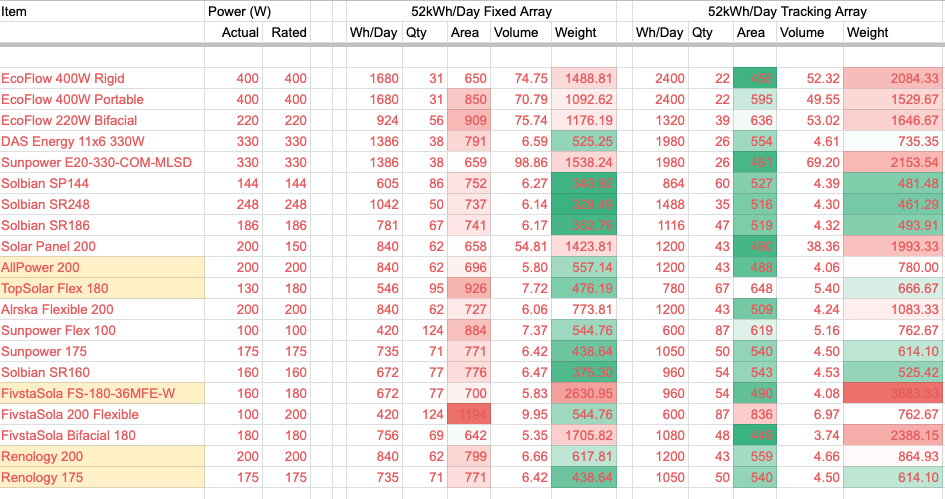 Item Power (W) 52kWh/Day Fixed Array 52kWh/Day Tracking Array
Actual Rated Wh/Day Qty Area Volume Weight Wh/Day Qty Area Volume Weight
EcoFlow 400W Rigid 400 400 1680 31 650 74.75 1488.81 2400 22 455 52.32 2084.33
EcoFlow 400W Portable 400 400 1680 31 850 70.79 1092.62 2400 22 595 49.55 1529.67
EcoFlow 220W Bifacial 220 220 924 56 909 75.74 1176.19 1320 39 636 53.02 1646.67
DAS Energy 11x6 330W 330 330 1386 38 791 6.59 525.25 1980 26 554 4.61 735.35
Sunpower E20-330-COM-MLSD 330 330 1386 38 659 98.86 1538.24 1980 26 461 69.20 2153.54
Solbian SP144 144 144 605 86 752 6.27 343.92 864 60 527 4.39 481.48
Solbian SR248 248 248 1042 50 737 6.14 1488 35 516 4.30 461.29
Solbian SR186 186 186 781 67 741 6.17 352.79 1116 47 519 4.32 493.91
Solar Panel 200 200 150 840 62 658 54.81 1423.81 1200 43 460 38.36 1993.33
AllPower 200 200 200 840 62 696 5.80 557.14 1200 43 488 4.06 780.00
TopSolar Flex 180 130 180 546 95 926 7.72 476.19 780 67 648 5.40 666.67
Alrska Flexible 200 200 200 840 62 727 6.06 773.81 1200 43 509 4.24 1083.33
Sunpower Flex 100 100 100 420 124 884 7.37 544.76 600 87 619 5.16 762.67
Sunpower 175 175 175 735 71 771 6.42 438.64 1050 50 540 4.50 614.10
Solbian SR160 160 160 672 77 776 6.47 375.30 960 54 543 4.53 525.42
FivstaSola FS-180-36MFE-W 160 180 672 77 700 5.83 2630.95 960 54 490 4.08 3683.33
FivstaSola 200 Flexible 100 200 420 124 1194 9.95 544.76 600 87 836 6.97 762.67
FivstaSola Bifacial 180 180 180 756 69 642 5.35 1705.82 1080 48 449 3.74 2388.15
Renology 200 200 200 840 62 799 6.66 617.81 1200 43 559 4.66 864.93
Renology 175 175 175 735 71 771 6.42 438.64 1050 50 540 4.50 614.10